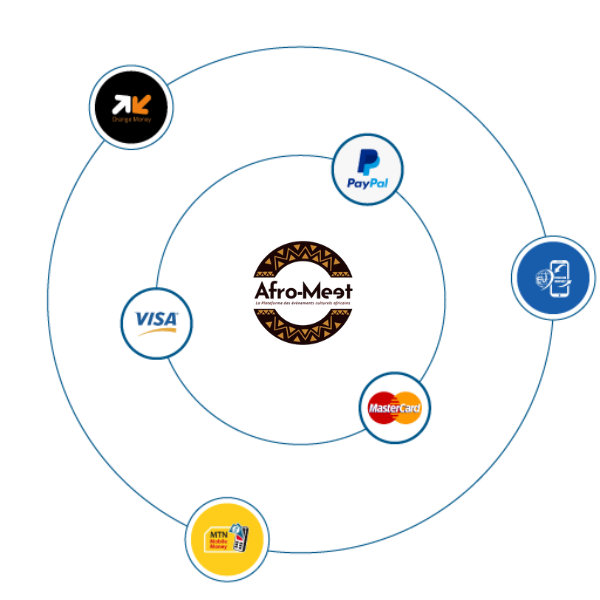 Orange Money
PayPal
Afro-Meet
La Plateforme des événements culturels africains
VISA
MasterCard
MTN
Mobile
Money